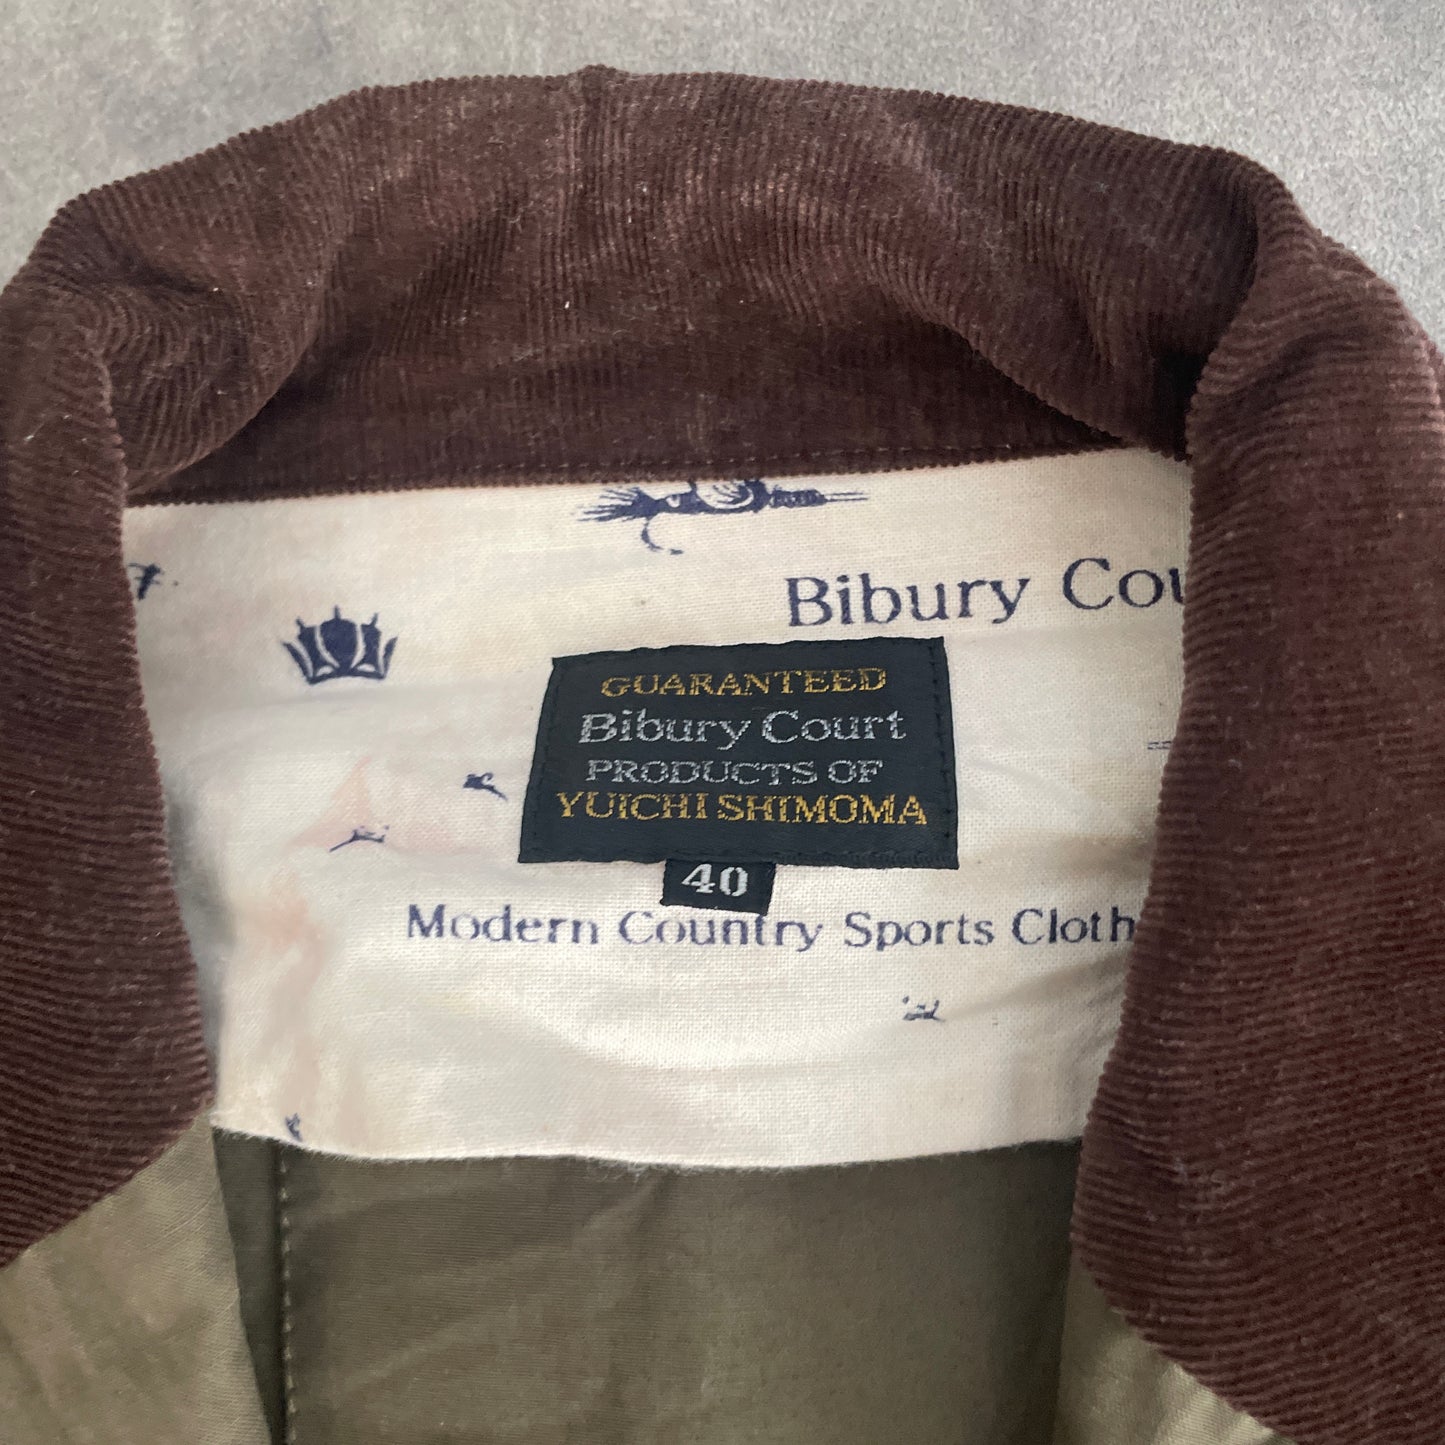 Bibury Cou
GUARANTEED
Bibury Court
PRODUCTS OF
YUICHI SHIMOMA
40
Modern Country Sports Cloth